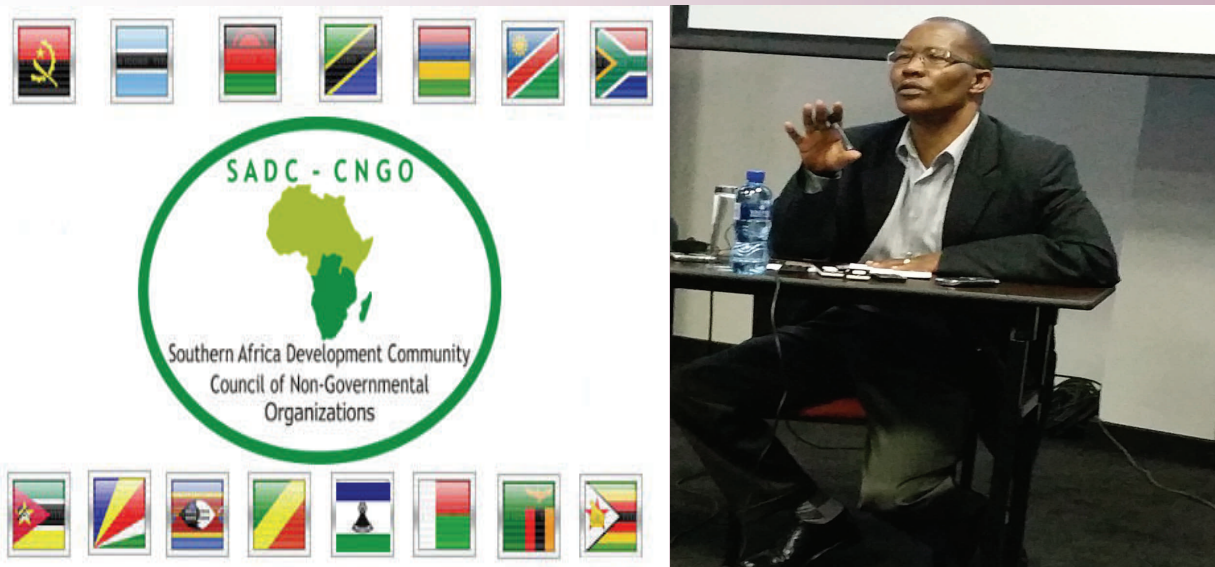 SADC - CNGO
Southern Africa Development Community
Council of Non-Governmental
Organizations